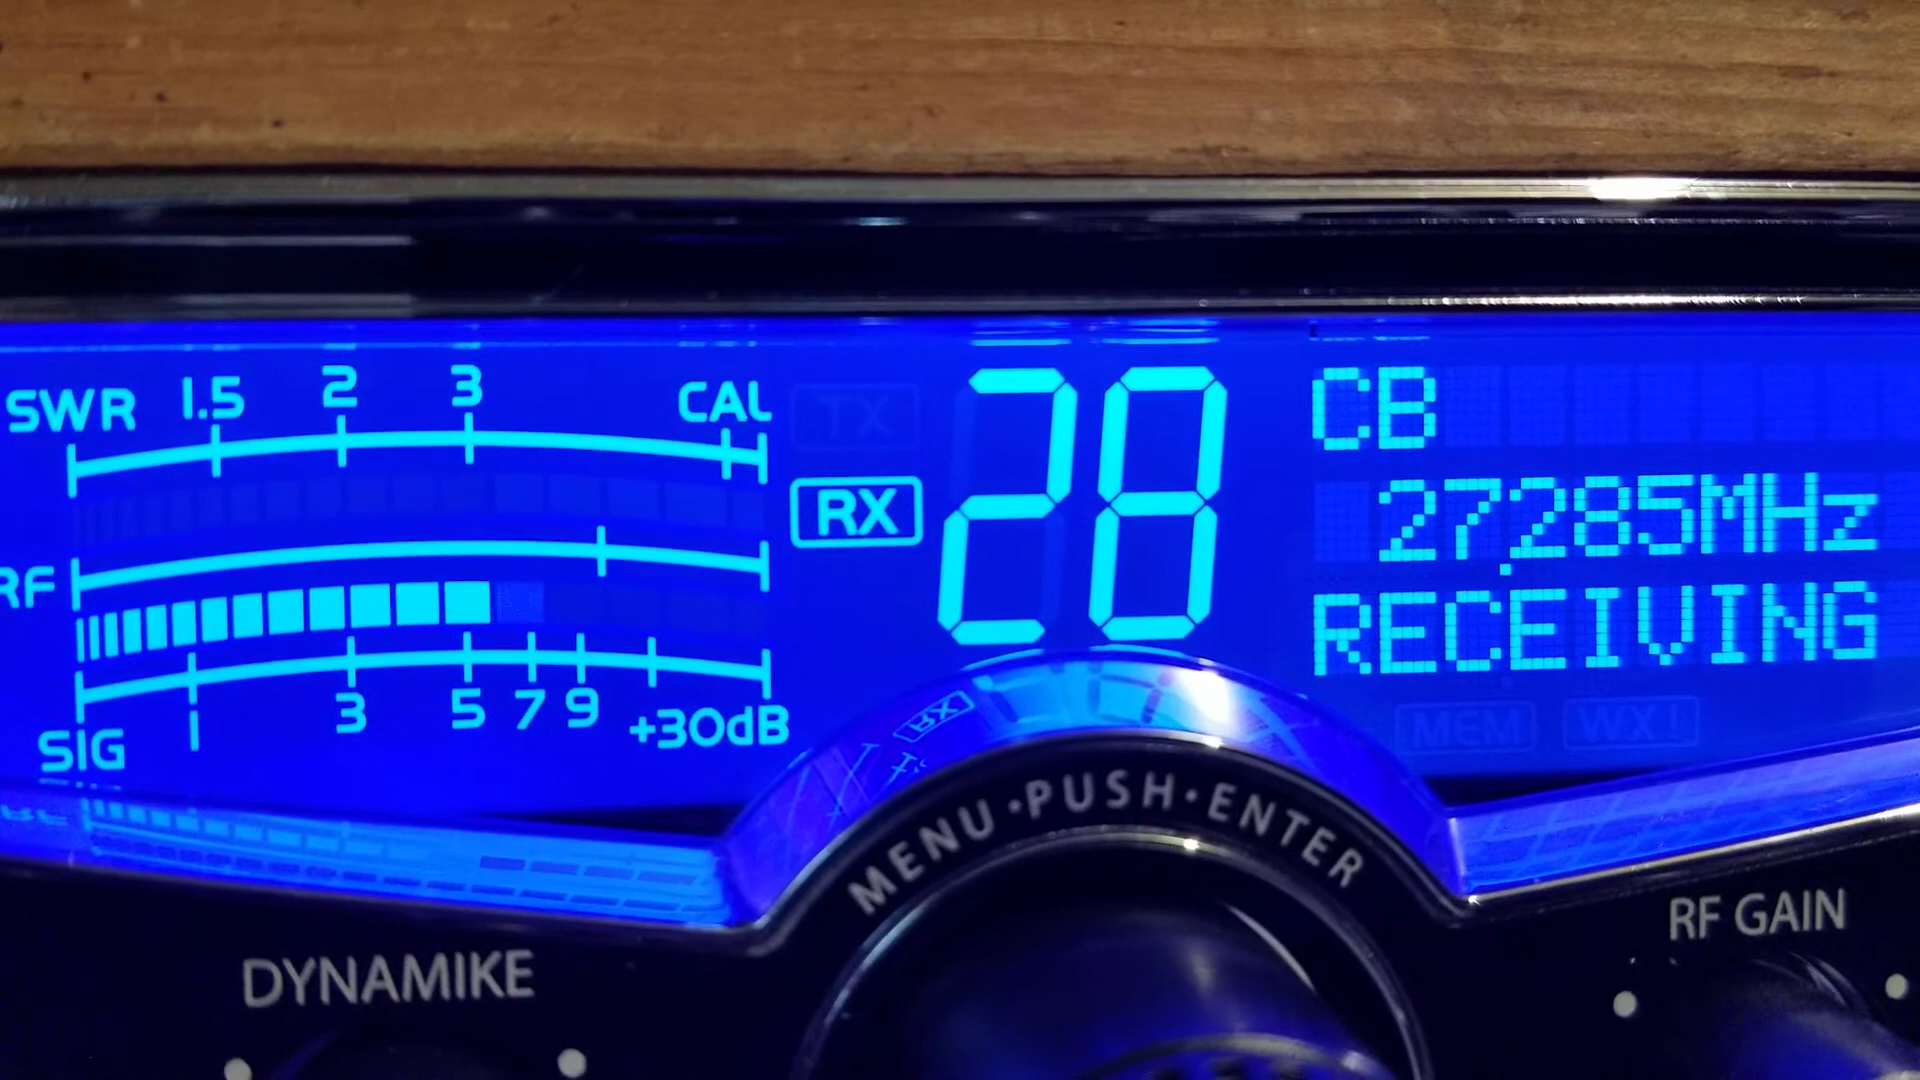 SWR 1.5 2 3 CAL
TX
RX
28
CB
27.285MHz
RECEIVING
RF
SIG 1 3 5 7 9 +30dB
MEM WX!
MENU·PUSH·ENTER
DYNAMIKE
RF GAIN